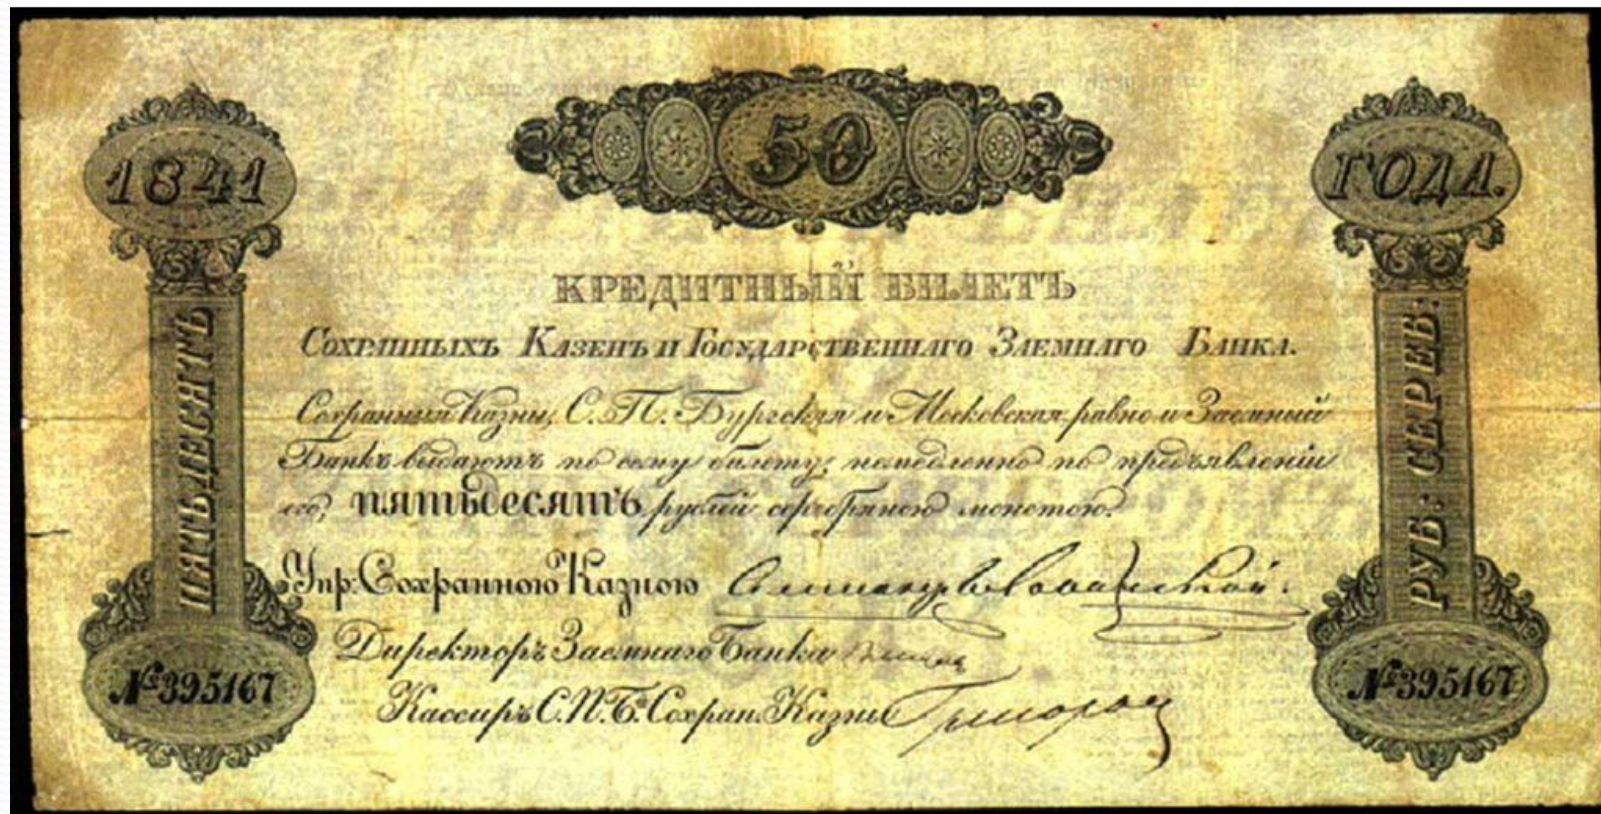 50
1841
ГОДА.
КРЕДИТНЫЙ БИЛЕТЪ
Сохранныхъ Казенъ и Государственнаго Заемнаго Банка.
Сохранныя Казны, С. П. Бургская и Московская, равно и Заемный
Банкъ выдаютъ по сему билету, немедленно по предъявленіи
его, пятьдесятъ рублей серебряною монетою.
Упр. Сохранною Казною
Директоръ Заемнаго Банка
Кассиръ С. П. Б. Сохран. Казны
ПЯТЬДЕСЯТЪ
РУБ: СЕРЕБ:
№ 395167
№ 395167